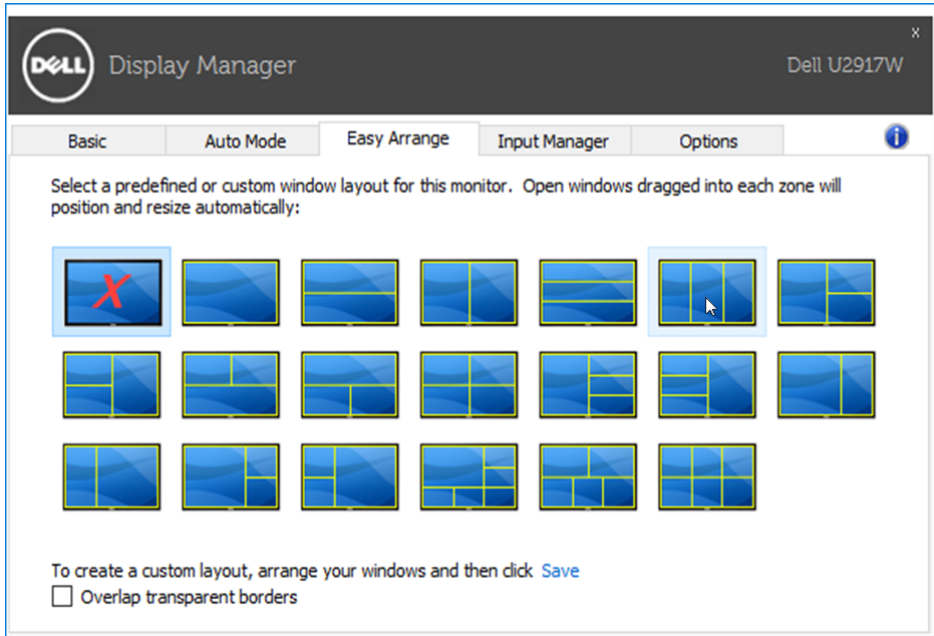 x
DELL
Display Manager
Dell U2917W
Basic
Auto Mode
Easy Arrange
Input Manager
Options
i
Select a predefined or custom window layout for this monitor.  Open windows dragged into each zone will
position and resize automatically:
X
To create a custom layout, arrange your windows and then click Save
Overlap transparent borders